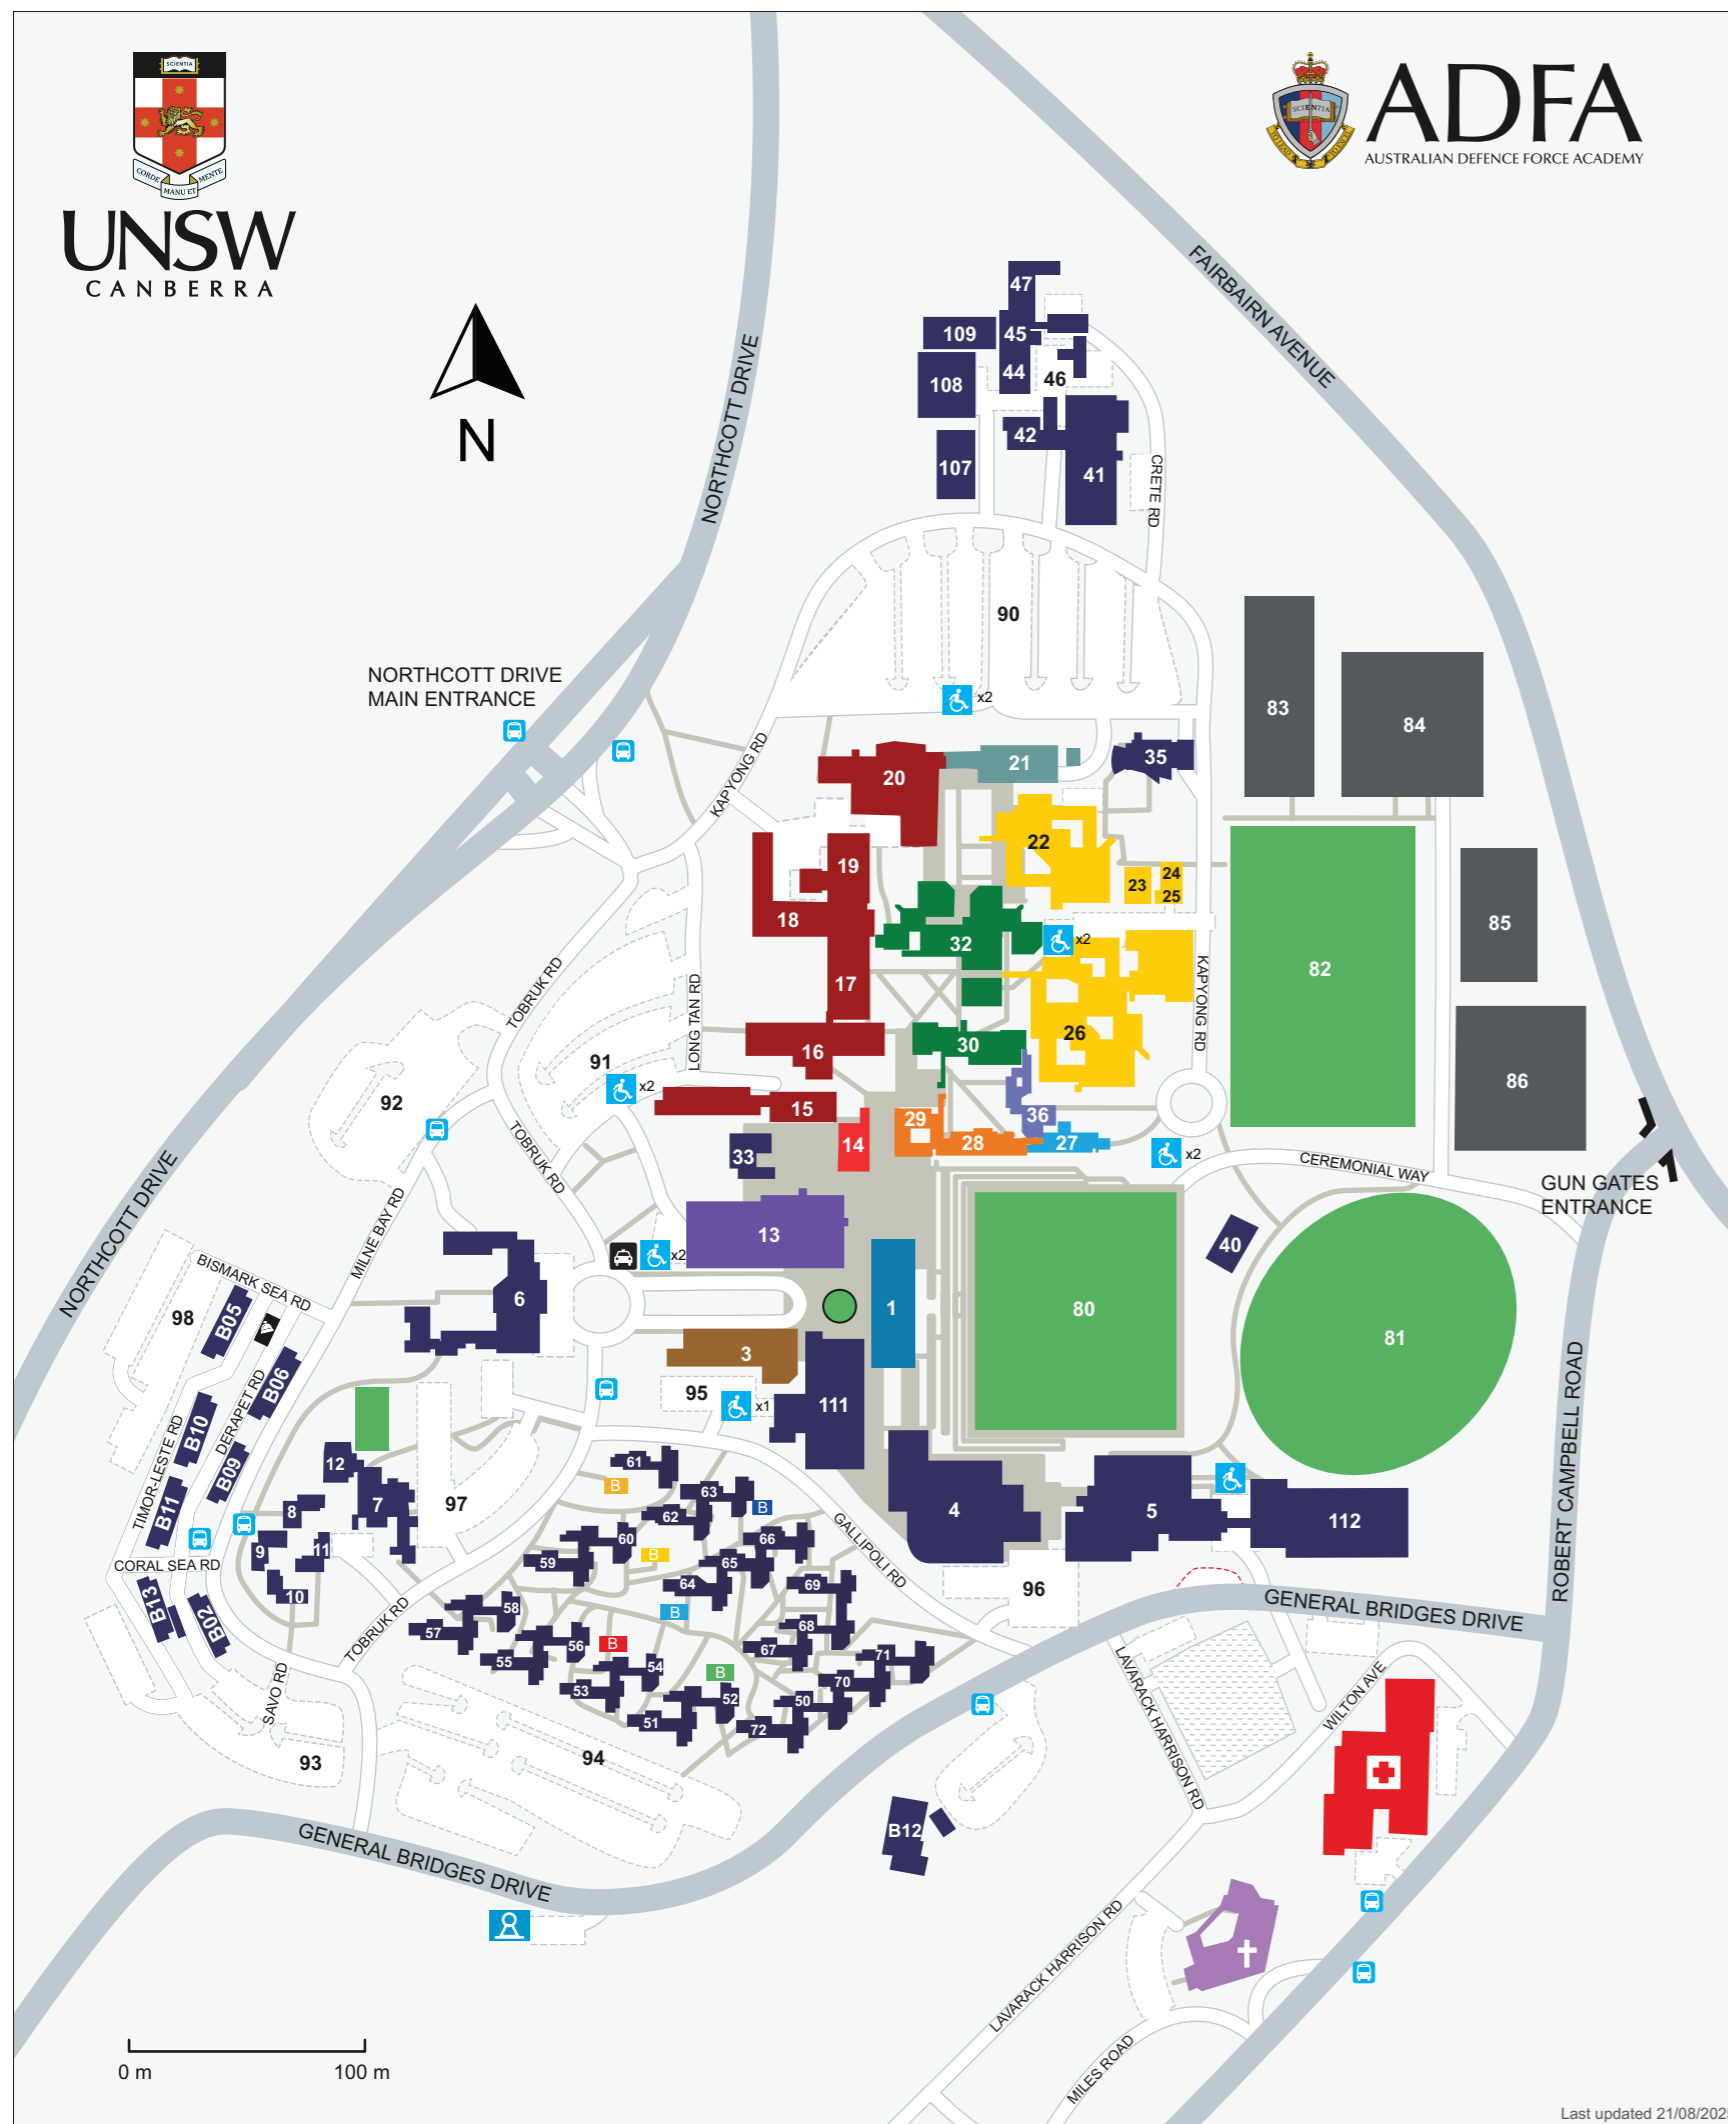 SCIENTIA
CORDE
MANU ET
MENTE
UNSW
CANBERRA
SCIENTIA
ADFA
AUSTRALIAN DEFENCE FORCE ACADEMY
N
NORTHCOTT DRIVE
FAIRBAIRN AVENUE
47
109
45
108
44
46
42
107
41
CRETE RD
90
NORTHCOTT DRIVE
MAIN ENTRANCE
x2
83
84
KAPYONG RD
20
21
35
22
19
23
24
25
18
32
x2
85
82
17
KAPYONG RD
TOBRUK RD
LONG TAN RD
16
30
26
91
x2
92
15
86
36
29
28
27
14
33
x2
TOBRUK RD
CEREMONIAL WAY
GUN GATES
ENTRANCE
NORTHCOTT DRIVE
MILNE BAY RD
13
x2
40
BISMARK SEA RD
98
B05
6
1
80
81
3
DERAPET RD
B06
95
x1
111
ROBERT CAMPBELL ROAD
TIMOR-LESTE RD
B10
B09
B11
12
7
8
97
61
B
63
B
62
4
5
112
9
11
10
60
59
B
66
65
64
69
GALLIPOLI RD
96
CORAL SEA RD
B13
B02
58
57
B
56
55
B
68
67
71
GENERAL BRIDGES DRIVE
TOBRUK RD
SAVO RD
54
53
B
52
51
50
70
72
LAVARACK HARRISON RD
WILTON AVE
93
94
B12
GENERAL BRIDGES DRIVE
LAVARACK HARRISON RD
MILES ROAD
0 m
100 m
Last updated 21/08/202